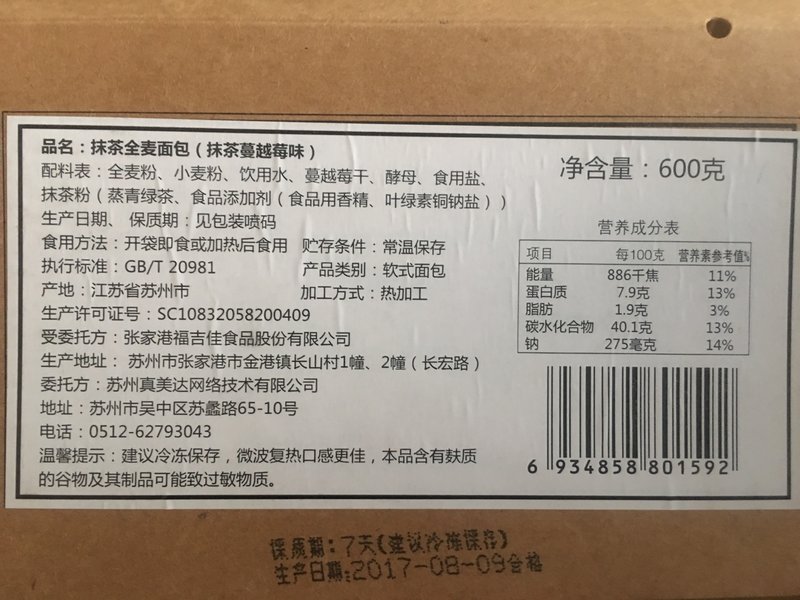 品名：抹茶全麦面包（抹茶蔓越莓味）
配料表：全麦粉、小麦粉、饮用水、蔓越莓干、酵母、食用盐、
抹茶粉（蒸青绿茶、食品添加剂（食品用香精、叶绿素铜钠盐））
生产日期、 保质期：见包装喷码
食用方法：开袋即食或加热后食用 贮存条件：常温保存
执行标准：GB/T 20981 产品类别：软式面包
产地：江苏省苏州市 加工方式：热加工
生产许可证号：SC10832058200409
受委托方：张家港福吉佳食品股份有限公司
生产地址： 苏州市张家港市金港镇长山村1幢、2幢（长宏路）
委托方：苏州真美达网络技术有限公司
地址：苏州市吴中区苏蠡路65-10号
电话：0512-62793043
温馨提示：建议冷冻保存，微波复热口感更佳，本品含有麸质
的谷物及其制品可能致过敏物质。
净含量：600克
营养成分表
项目 每100克 营养素参考值%
能量 886千焦 11%
蛋白质 7.9克 13%
脂肪 1.9克 3%
碳水化合物 40.1克 13%
钠 275毫克 14%
6 934858 801592
保质期:7天(建议冷冻保存)
生产日期:2017-08-09合格